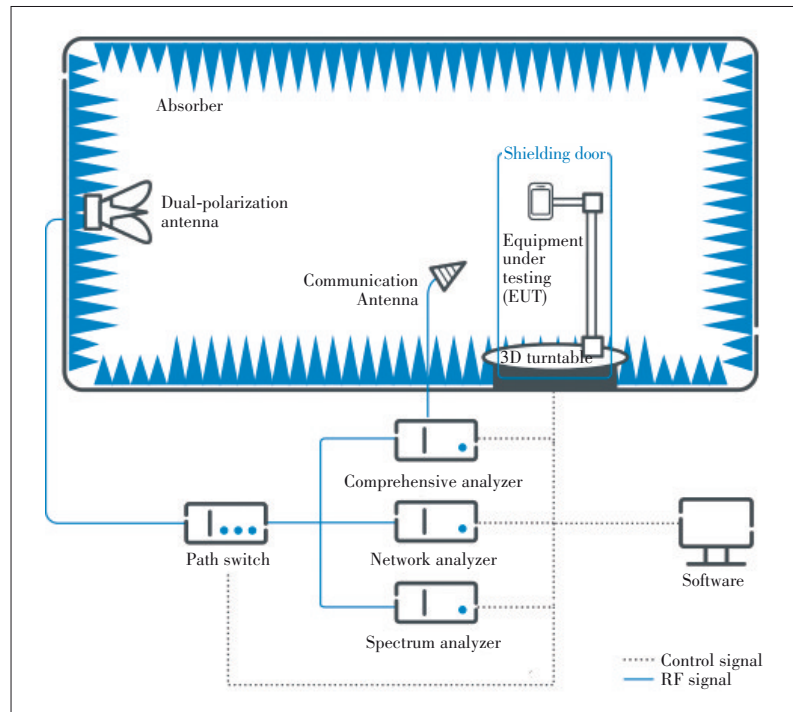 Absorber
Shielding door
Dual-polarization
antenna
Equipment
under
testing
(EUT)
Communication
Antenna
3D turntable
Comprehensive analyzer
Path switch
Network analyzer
Software
Spectrum analyzer
Control signal
RF signal